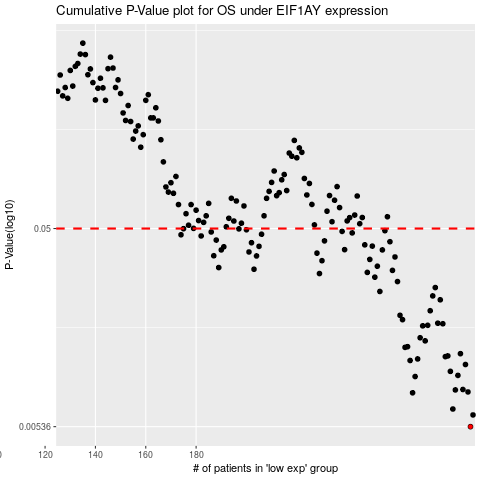 Cumulative P-Value plot for OS under EIF1AY expression
P-Value(log10)
0.05
0.00536
0
120
140
160
180
# of patients in 'low exp' group